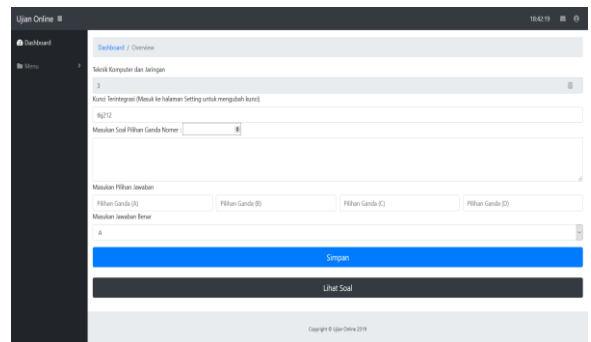 Ujian Online
18:42:19
Dashboard
Menu
Dashboard / Overview
Teknik Komputer dan Jaringan
3
Kunci Terintegrasi (Masuk ke halaman Setting untuk mengubah kunci)
tkj212
Masukan Soal Pilihan Ganda Nomer :
Masukan Pilihan Jawaban
Pilihan Ganda (A) Pilihan Ganda (B) Pilihan Ganda (C) Pilihan Ganda (D)
Masukan Jawaban Benar
A
Simpan
Lihat Soal
Copyright © Ujian Online 2019